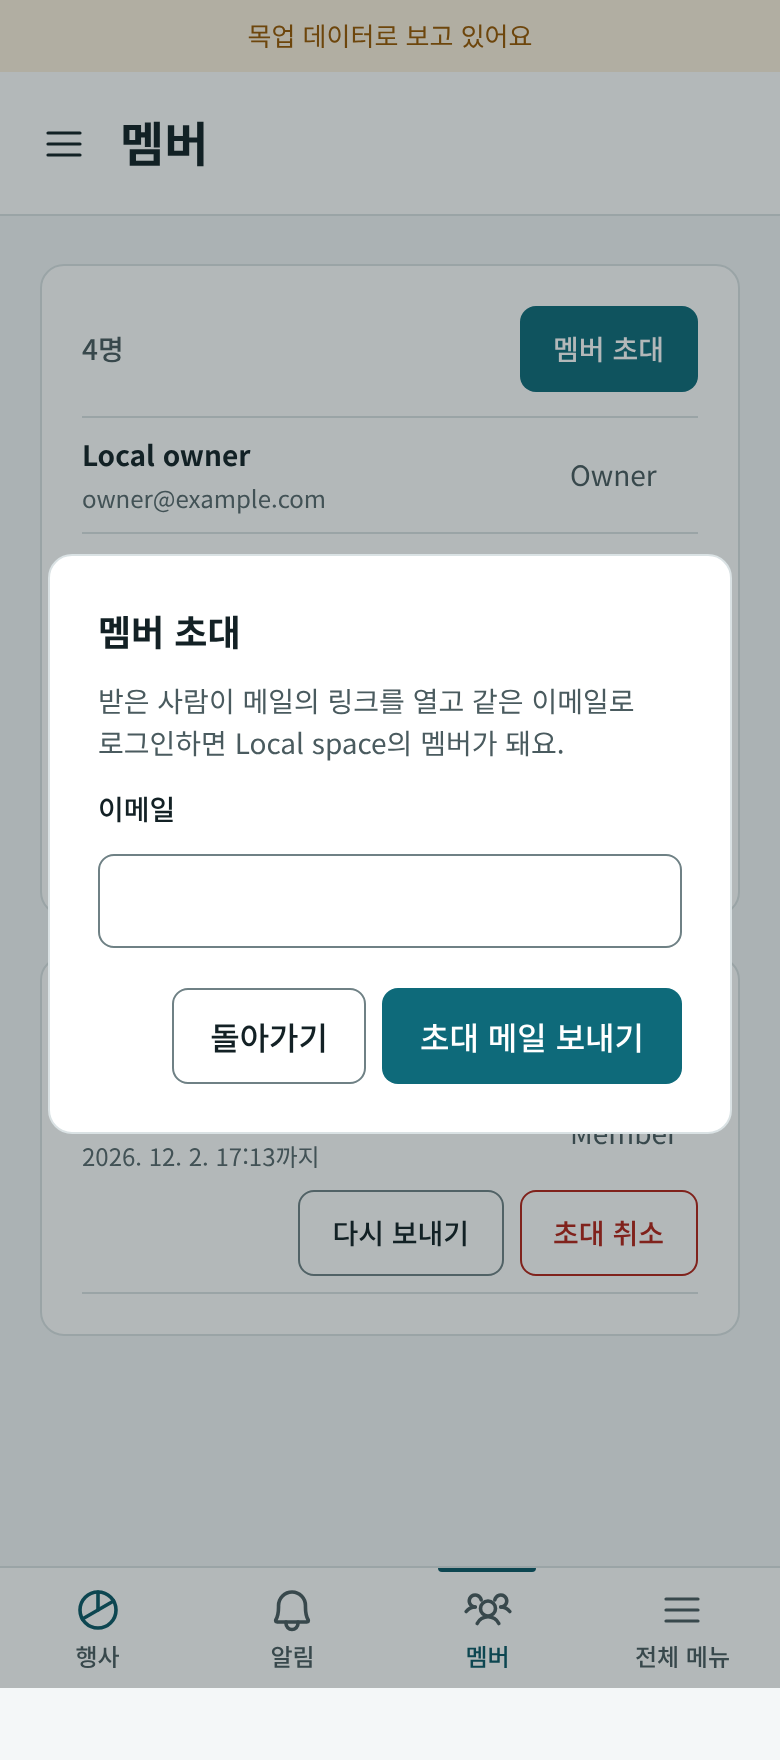 목업 데이터로 보고 있어요
멤버
4명
멤버 초대
Local owner
owner@example.com
Owner
멤버 초대
받은 사람이 메일의 링크를 열고 같은 이메일로
로그인하면 Local space의 멤버가 돼요.
이메일
돌아가기
초대 메일 보내기
Member
2026. 12. 2. 17:13까지
다시 보내기
초대 취소
행사
알림
멤버
전체 메뉴